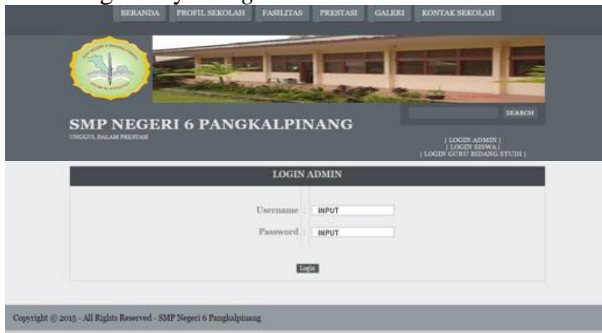 BERANDA PROFIL SEKOLAH FASILITAS PRESTASI GALERI KONTAK SEKOLAH
SMP NEGERI 6 PANGKALPINANG
UNGGUL DALAM PRESTASI
SEARCH
| LOGIN ADMIN |
| LOGIN SISWA |
| LOGIN GURU BIDANG STUDI |
LOGIN ADMIN
Username : INPUT
Password : INPUT
Login
Copyright © 2015 - All Rights Reserved - SMP Negeri 6 Pangkalpinang